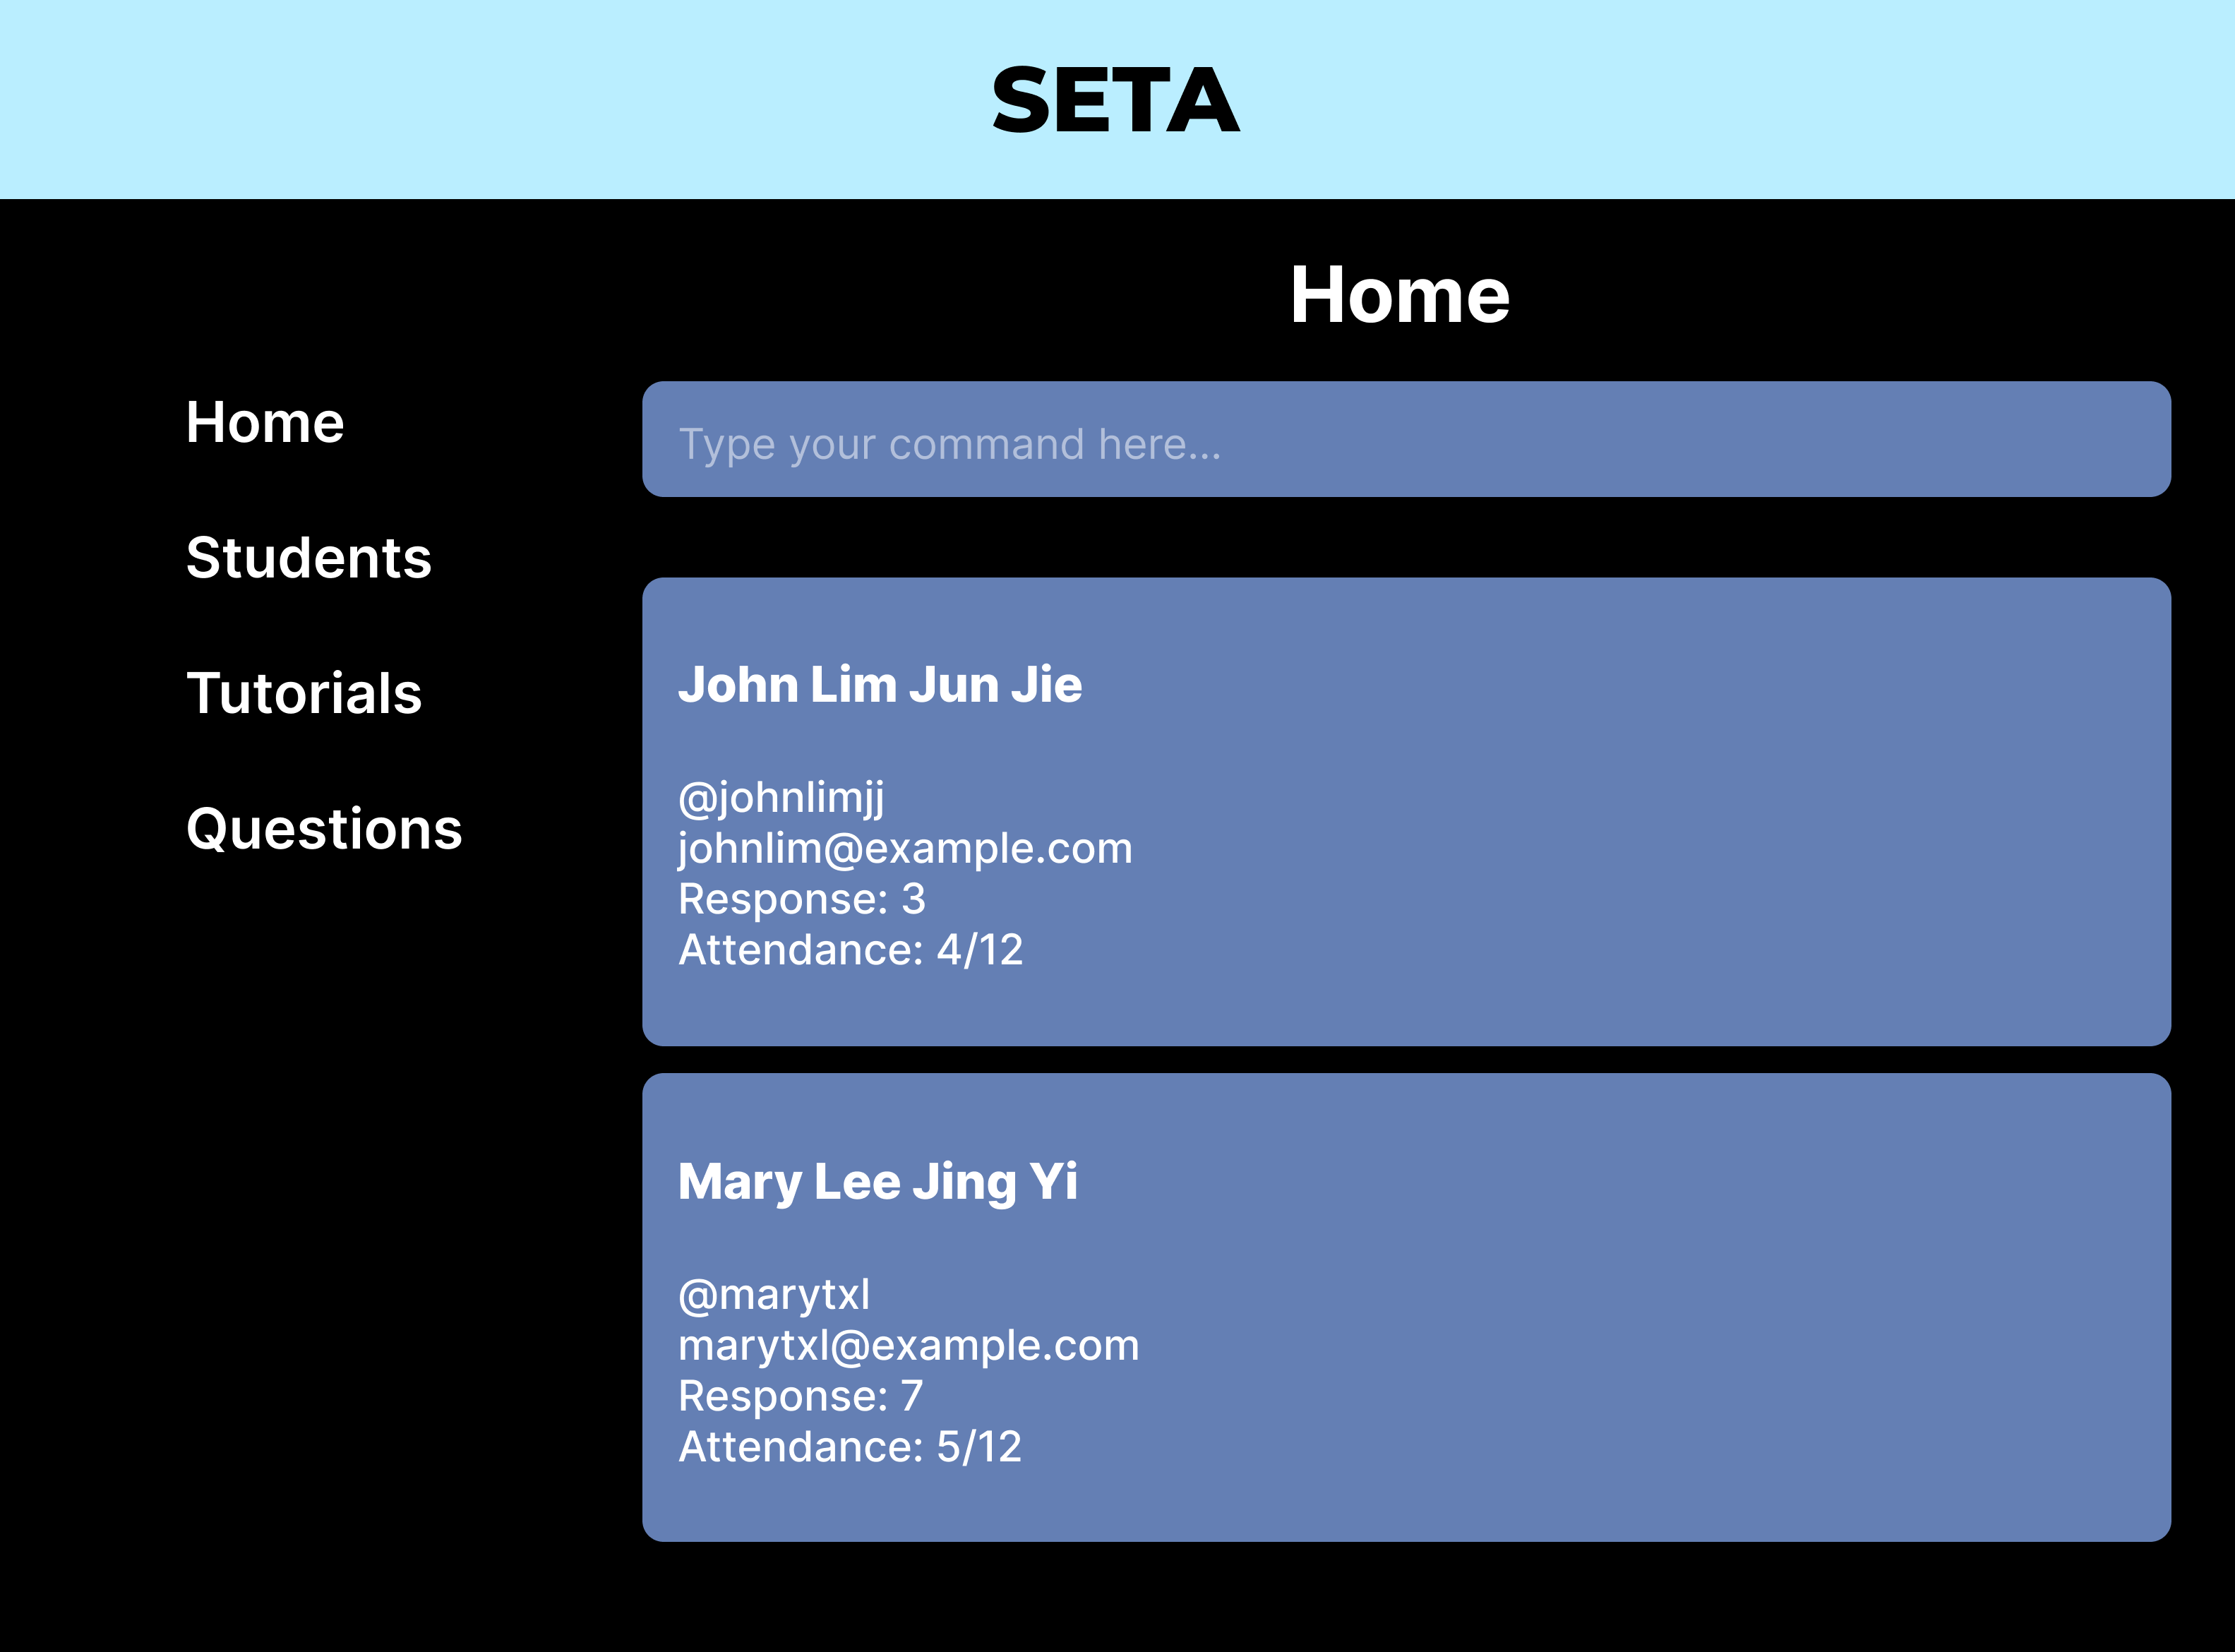 SETA
Home
Home
Students
Tutorials
Questions
Type your command here...
John Lim Jun Jie
@johnlimjj
johnlim@example.com
Response: 3
Attendance: 4/12
Mary Lee Jing Yi
@marytxl
marytxl@example.com
Response: 7
Attendance: 5/12